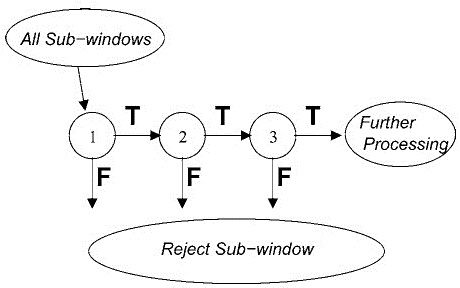 All Sub−windows
T T T
1 2 3
Further
Processing
F F F
Reject Sub−window